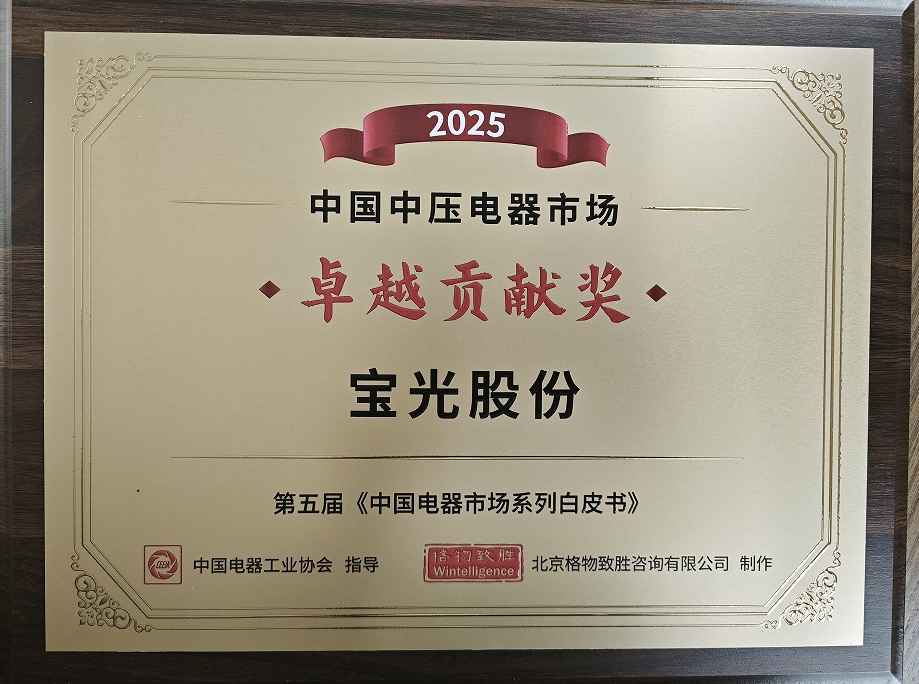 2025
中国中压电器市场
卓越贡献奖
宝光股份
第五届《中国电器市场系列白皮书》
CEEIA 中国电器工业协会 指导
格物致胜
Wintelligence 北京格物致胜咨询有限公司 制作